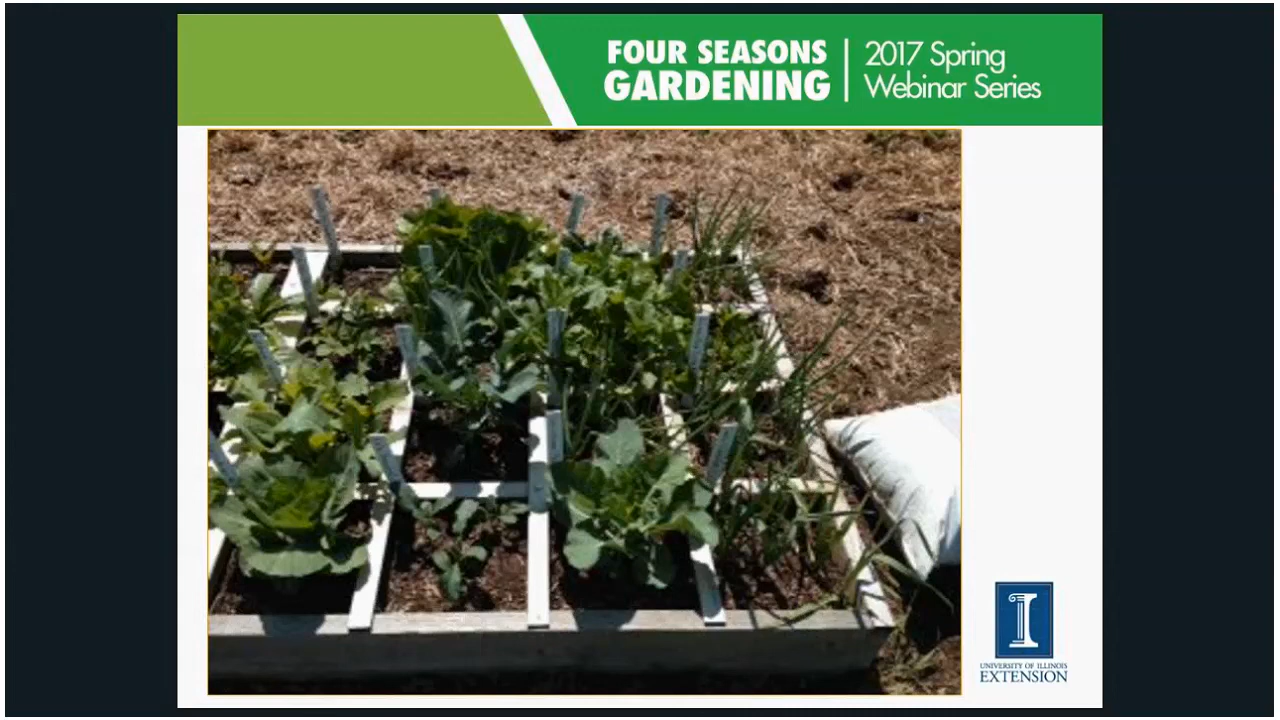 FOUR SEASONS
GARDENING
2017 Spring
Webinar Series
UNIVERSITY OF ILLINOIS
EXTENSION